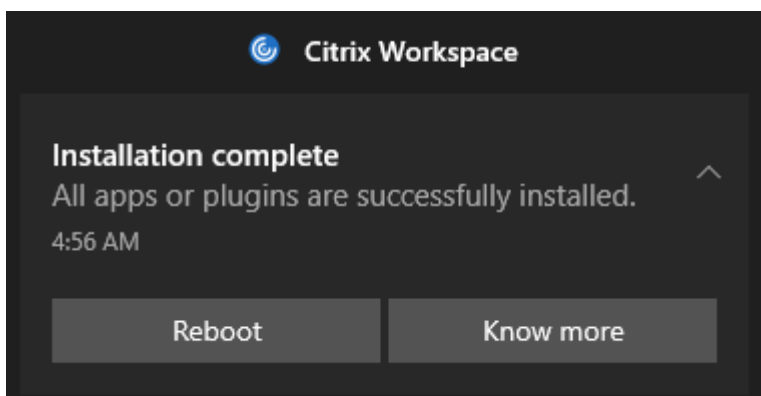 Citrix Workspace
Installation complete
All apps or plugins are successfully installed.
4:56 AM
Reboot
Know more